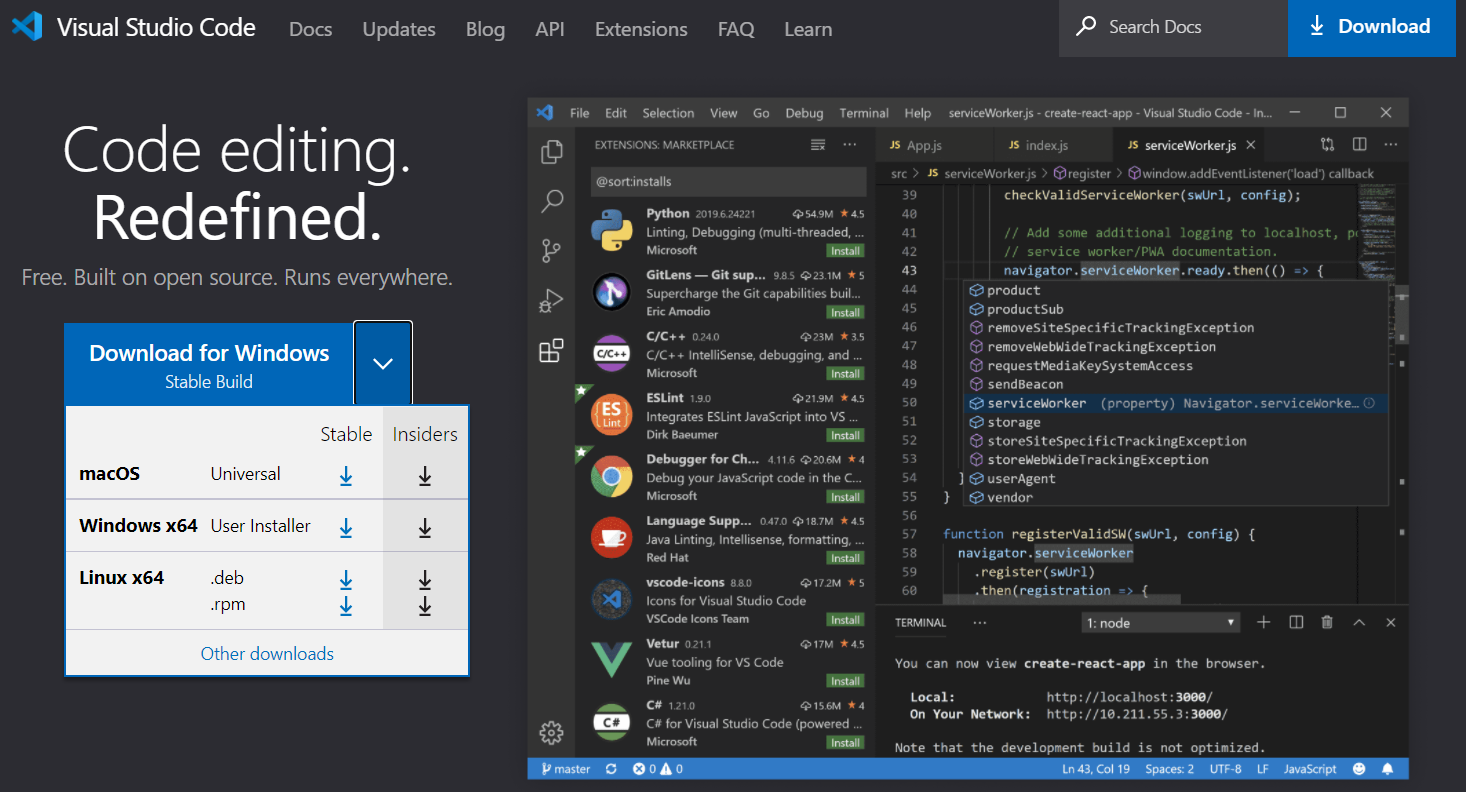 Visual Studio Code Docs Updates Blog API Extensions FAQ Learn Search Docs Download
Code editing.
Redefined.
Free. Built on open source. Runs everywhere.
Download for Windows
Stable Build
Stable Insiders
macOS Universal
Windows x64 User Installer
Linux x64 .deb
.rpm
Other downloads
File Edit Selection View Go Debug Terminal Help serviceWorker.js - create-react-app - Visual Studio Code - In...
EXTENSIONS: MARKETPLACE
@sort:installs
Python 2019.6.24221 54.9M 4.5
Linting, Debugging (multi-threaded, ...
Microsoft Install
GitLens — Git sup... 9.8.5 23.1M 5
Supercharge the Git capabilities buil...
Eric Amodio Install
C/C++
C/C++ 0.24.0 23M 3.5
C/C++ IntelliSense, debugging, and ...
Microsoft Install
ES
Lint
ESLint 1.9.0 21.9M 4.5
Integrates ESLint JavaScript into VS ...
Dirk Baeumer Install
Debugger for Ch... 4.11.6 20.6M 4
Debug your JavaScript code in the C...
Microsoft Install
Language Supp... 0.47.0 18.7M 4.5
Java Linting, Intellisense, formatting, ...
Red Hat Install
vscode-icons 8.8.0 17.2M 5
Icons for Visual Studio Code
VSCode Icons Team Install
Vetur 0.21.1 17M 4.5
Vue tooling for VS Code
Pine Wu Install
C#
C# 1.21.0 15.6M 4
C# for Visual Studio Code (powered ...
Microsoft Install
JS App.js JS index.js JS serviceWorker.js
src > JS serviceWorker.js > register > window.addEventListener('load') callback
39 checkValidServiceWorker(swUrl, config);
40
41 // Add some additional logging to localhost, po
42 // service worker/PWA documentation.
43 navigator.serviceWorker.ready.then(() => {
44 product
45 productSub
46 removeSiteSpecificTrackingException
47 removeWebWideTrackingException
48 requestMediaKeySystemAccess
49 sendBeacon
50 serviceWorker (property) Navigator.serviceWorke...
51 storage
52 storeSiteSpecificTrackingException
53 storeWebWideTrackingException
54 } userAgent
55 } vendor
56
57 function registerValidSW(swUrl, config) {
58 navigator.serviceWorker
59 .register(swUrl)
60 .then(registration => {
TERMINAL ... 1: node
You can now view create-react-app in the browser.
Local: http://localhost:3000/
On Your Network: http://10.211.55.3:3000/
Note that the development build is not optimized.
master 0 0 Ln 43, Col 19 Spaces: 2 UTF-8 LF JavaScript